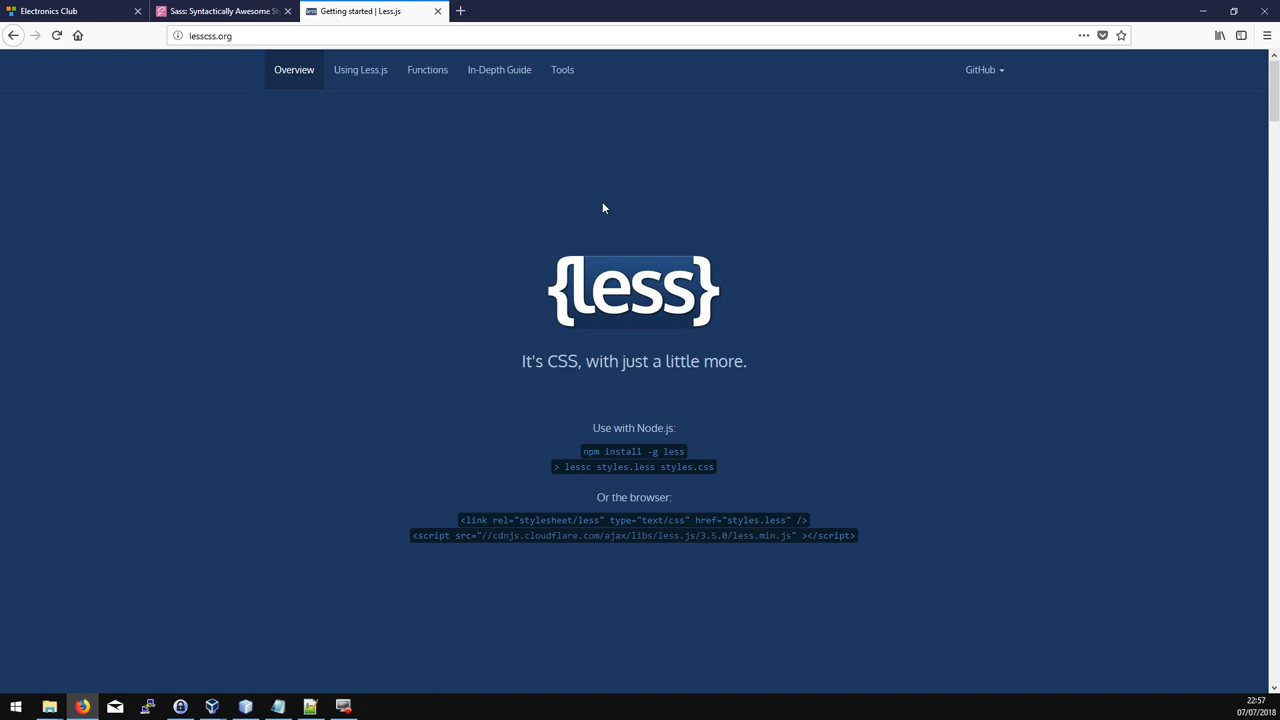 Electronics Club
Sass: Syntactically Awesome St
Getting started | Less.js
lesscss.org
Overview
Using Less.js
Functions
In-Depth Guide
Tools
GitHub
{less}
It's CSS, with just a little more.
Use with Node.js:
npm install -g less
> lessc styles.less styles.css
Or the browser:
<link rel="stylesheet/less" type="text/css" href="styles.less" />
<script src="//cdnjs.cloudflare.com/ajax/libs/less.js/3.5.0/less.min.js" ></script>
22:57
07/07/2018